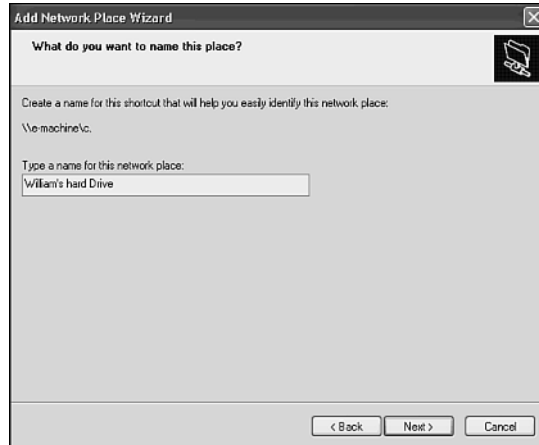 Add Network Place Wizard
What do you want to name this place?
Create a name for this shortcut that will help you easily identify this network place:
\\e-machine\c.
Type a name for this network place:
William's hard Drive
< Back
Next >
Cancel